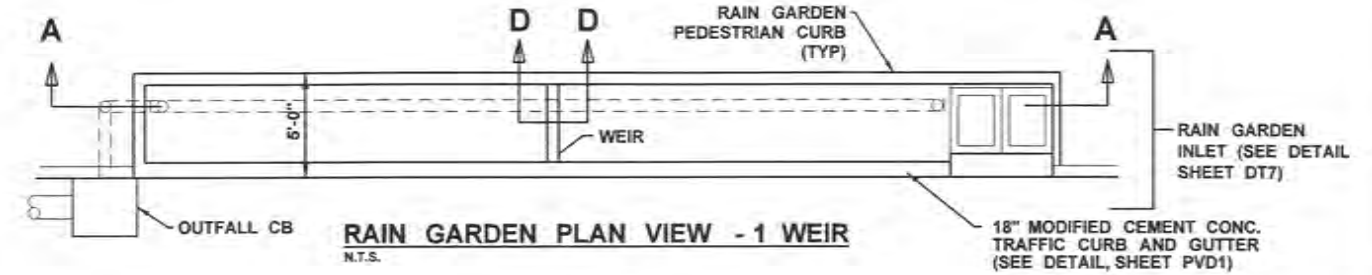 A
D D
RAIN GARDEN
PEDESTRIAN CURB
(TYP)
A
5'-0"
WEIR
RAIN GARDEN
INLET (SEE DETAIL
SHEET DT7)
OUTFALL CB
RAIN GARDEN PLAN VIEW - 1 WEIR
N.T.S.
18" MODIFIED CEMENT CONC.
TRAFFIC CURB AND GUTTER
(SEE DETAIL, SHEET PVD1)